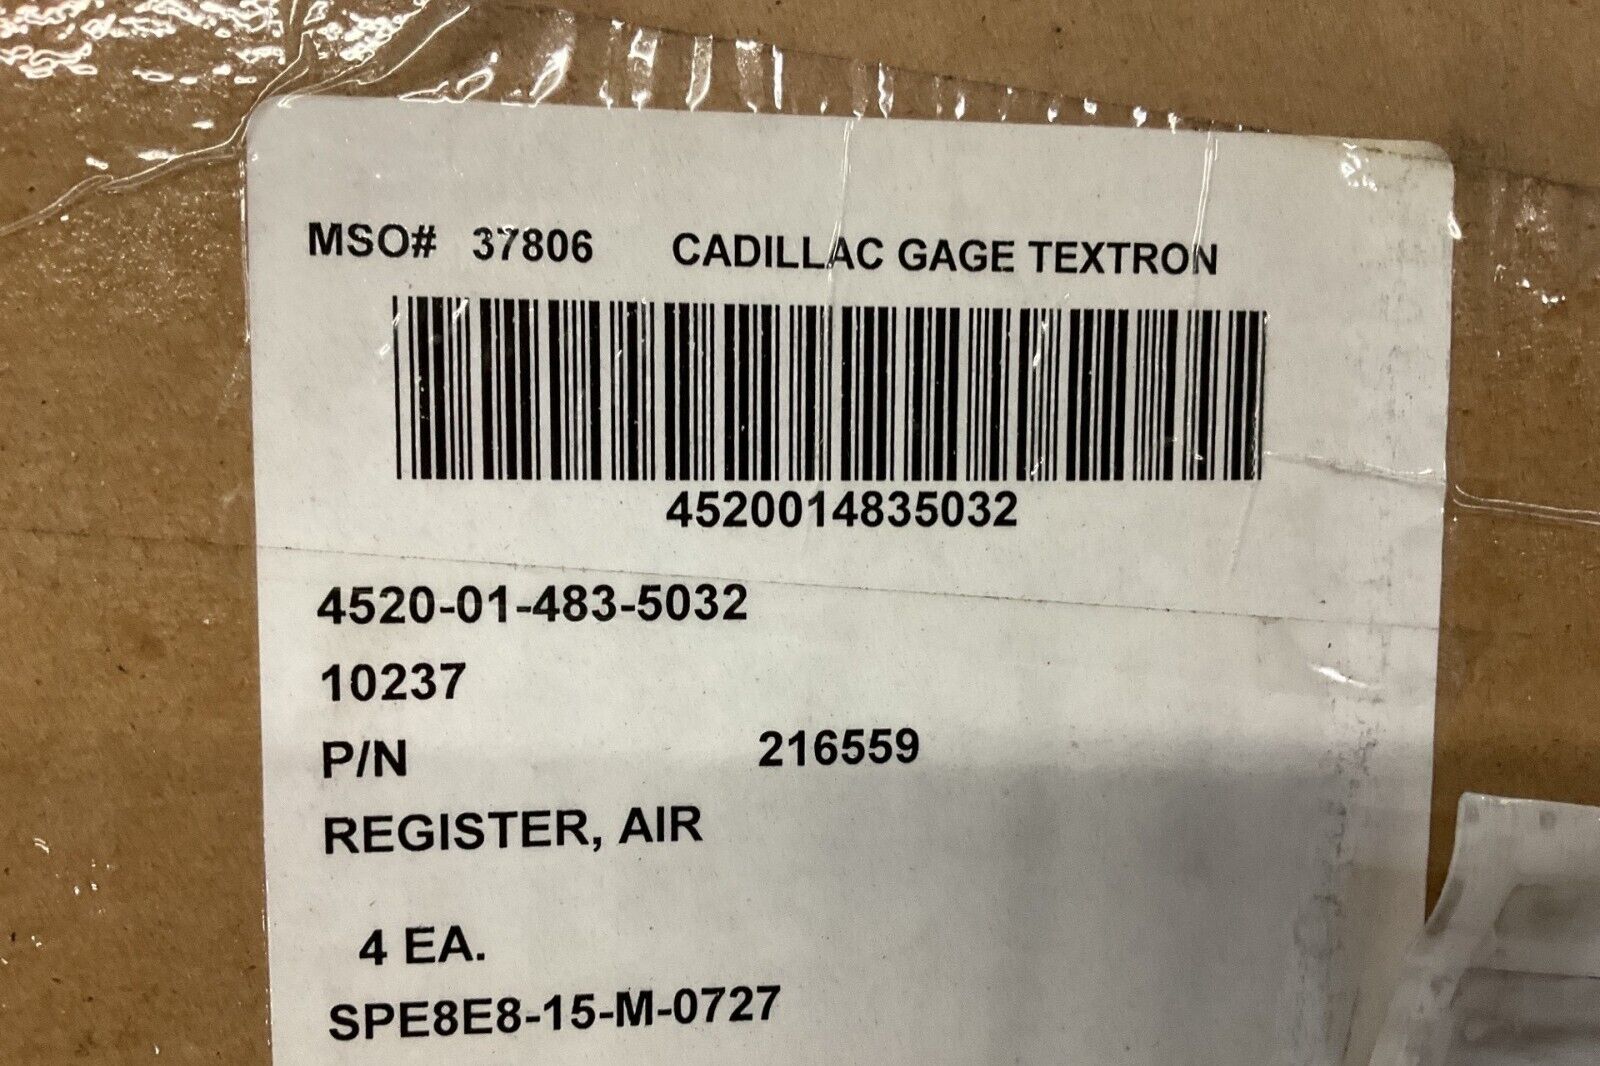 MSO# 37806 CADILLAC GAGE TEXTRON
4520014835032
4520-01-483-5032
10237
P/N 216559
REGISTER, AIR
4 EA.
SPE8E8-15-M-0727